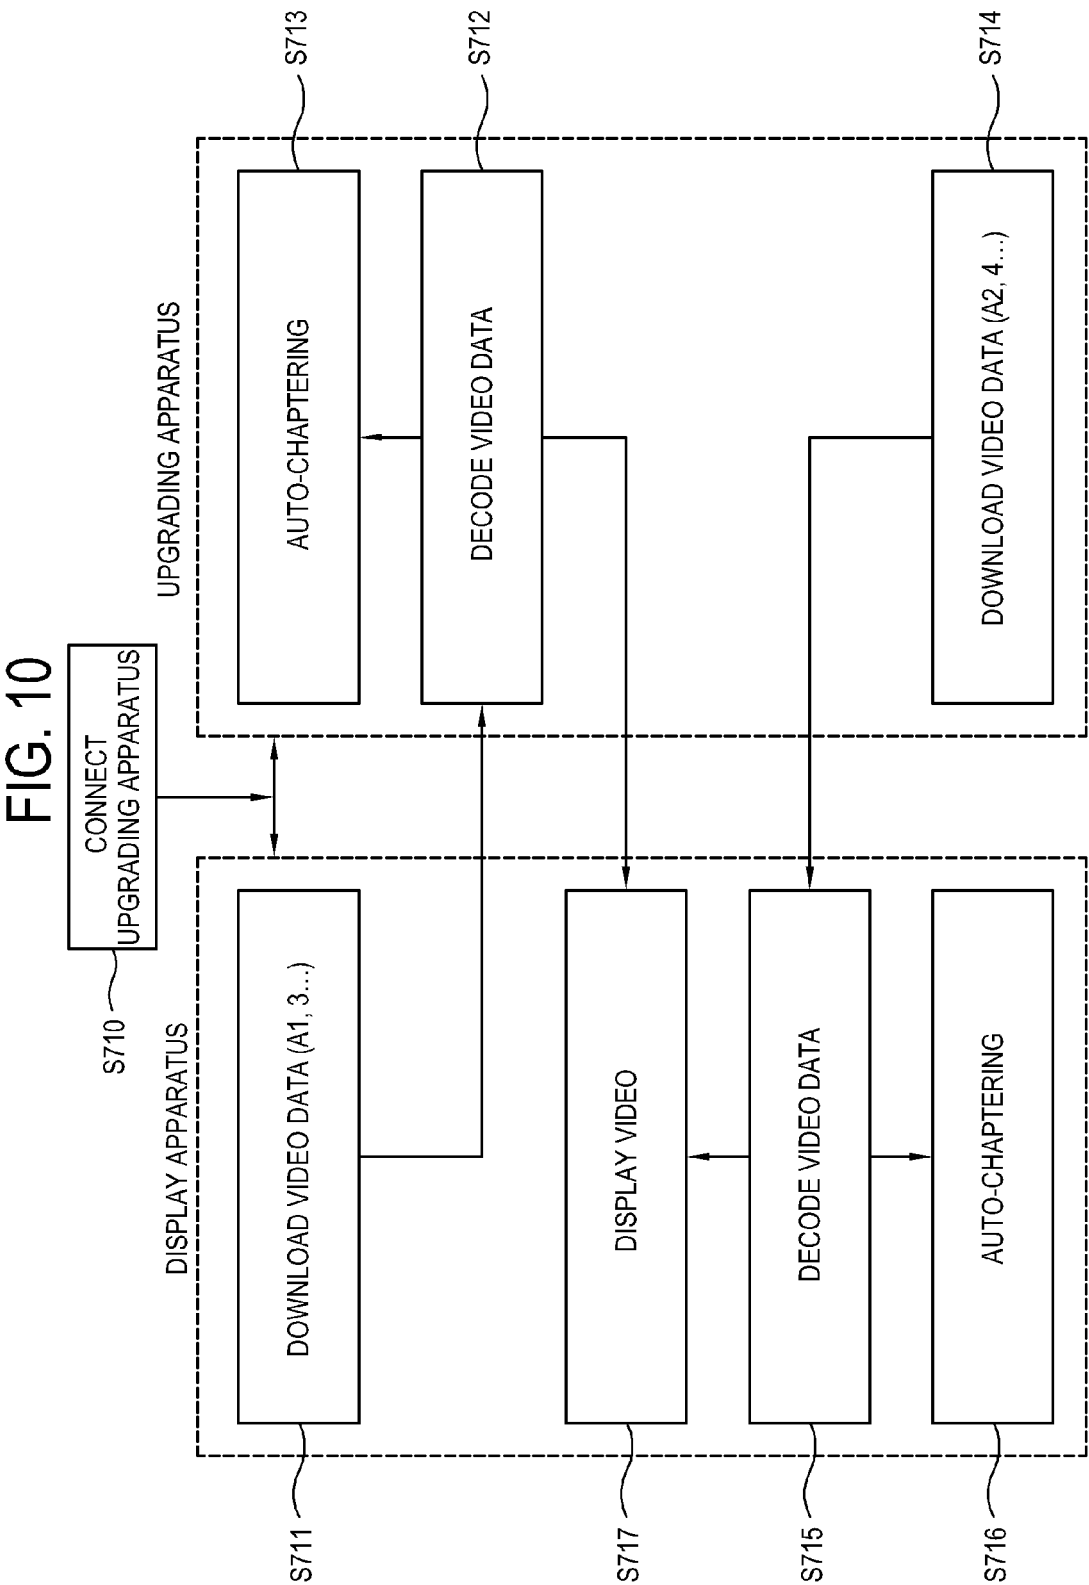 FIG. 10
CONNECT
UPGRADING APPARATUS
S710
DISPLAY APPARATUS
UPGRADING APPARATUS
S711
DOWNLOAD VIDEO DATA (A1, 3...)
AUTO-CHAPTERING
S713
DECODE VIDEO DATA
S712
S717
DISPLAY VIDEO
S715
DECODE VIDEO DATA
S716
AUTO-CHAPTERING
DOWNLOAD VIDEO DATA (A2, 4...)
S714